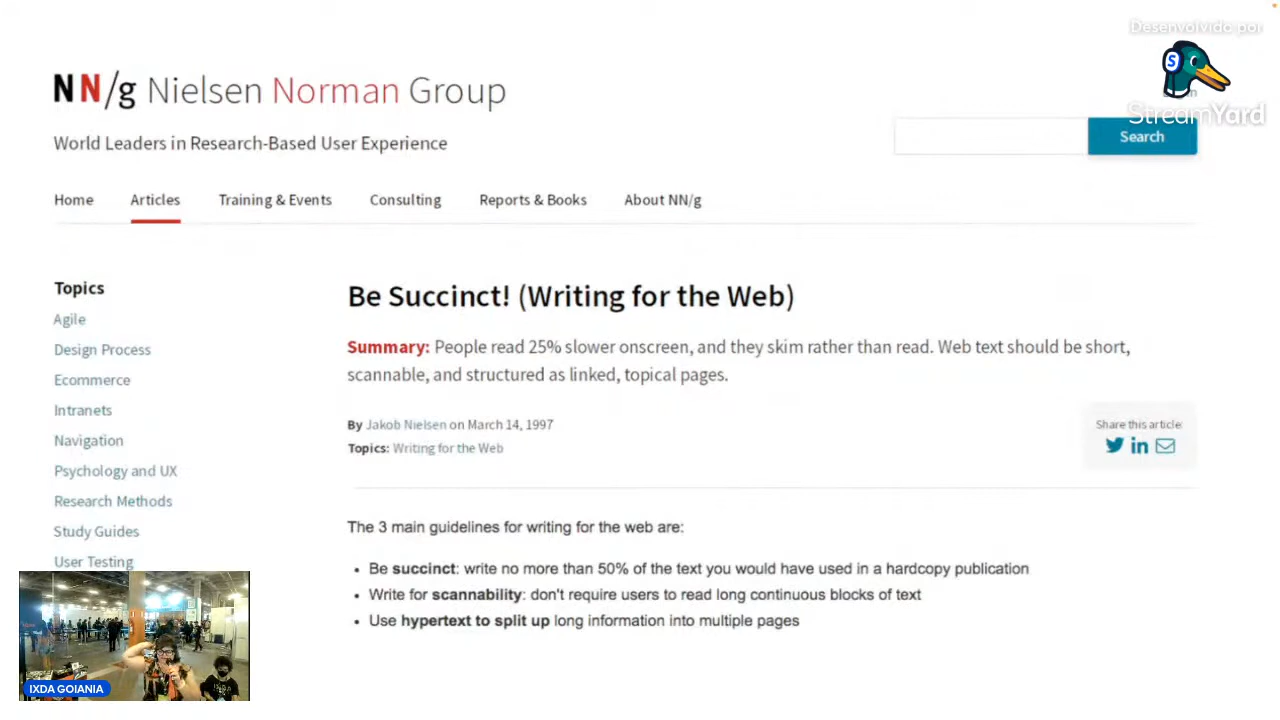 Desenvolvido por
StreamYard
NN/g Nielsen Norman Group
World Leaders in Research-Based User Experience
Search
Home Articles Training & Events Consulting Reports & Books About NN/g
Topics
Agile
Design Process
Ecommerce
Intranets
Navigation
Psychology and UX
Research Methods
Study Guides
User Testing
Be Succinct! (Writing for the Web)
Summary: People read 25% slower onscreen, and they skim rather than read. Web text should be short,
scannable, and structured as linked, topical pages.
By Jakob Nielsen on March 14, 1997
Topics: Writing for the Web
Share this article:
The 3 main guidelines for writing for the web are:
• Be succinct: write no more than 50% of the text you would have used in a hardcopy publication
• Write for scannability: don't require users to read long continuous blocks of text
• Use hypertext to split up long information into multiple pages
IXDA GOIANIA